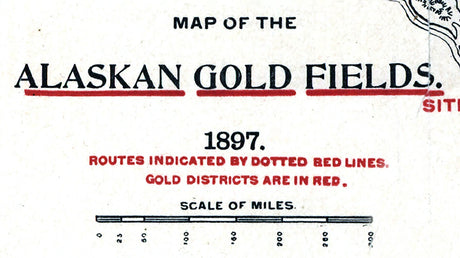 MAP OF THE
ALASKAN GOLD FIELDS.
SIT
1897.
ROUTES INDICATED BY DOTTED RED LINES.
GOLD DISTRICTS ARE IN RED.
SCALE OF MILES.
0 25 50. 100 150 200 250 300